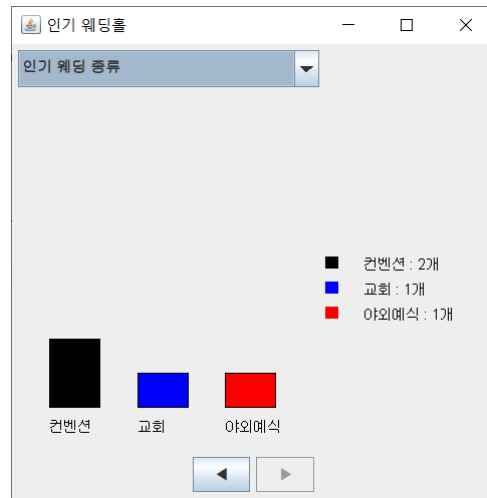 인기 웨딩홀
인기 웨딩 종류
컨벤션 : 2개
교회 : 1개
야외예식 : 1개
컨벤션 교회 야외예식
◀ ▶